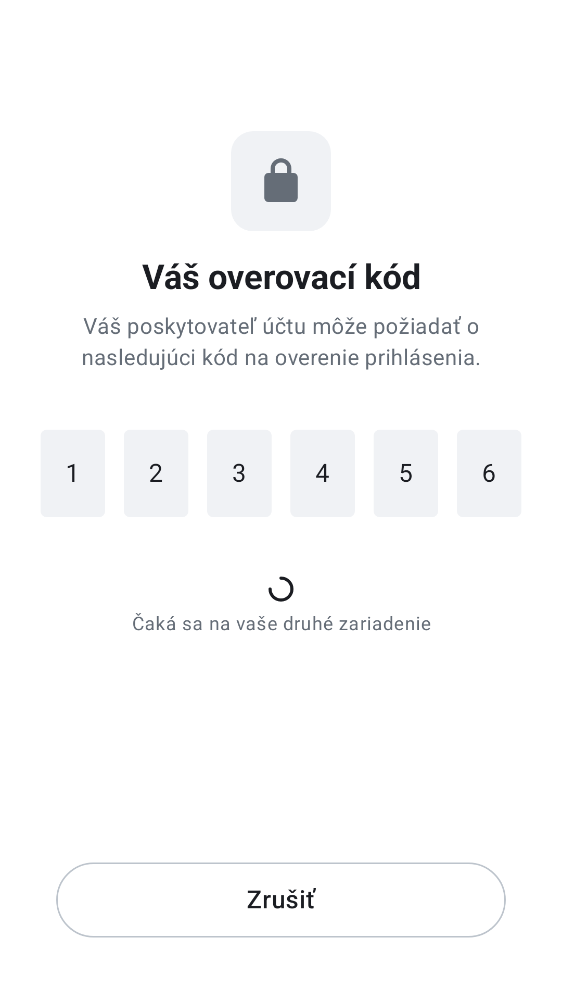 Váš overovací kód
Váš poskytovateľ účtu môže požiadať o
nasledujúci kód na overenie prihlásenia.
1 2 3 4 5 6
Čaká sa na vaše druhé zariadenie
Zrušiť